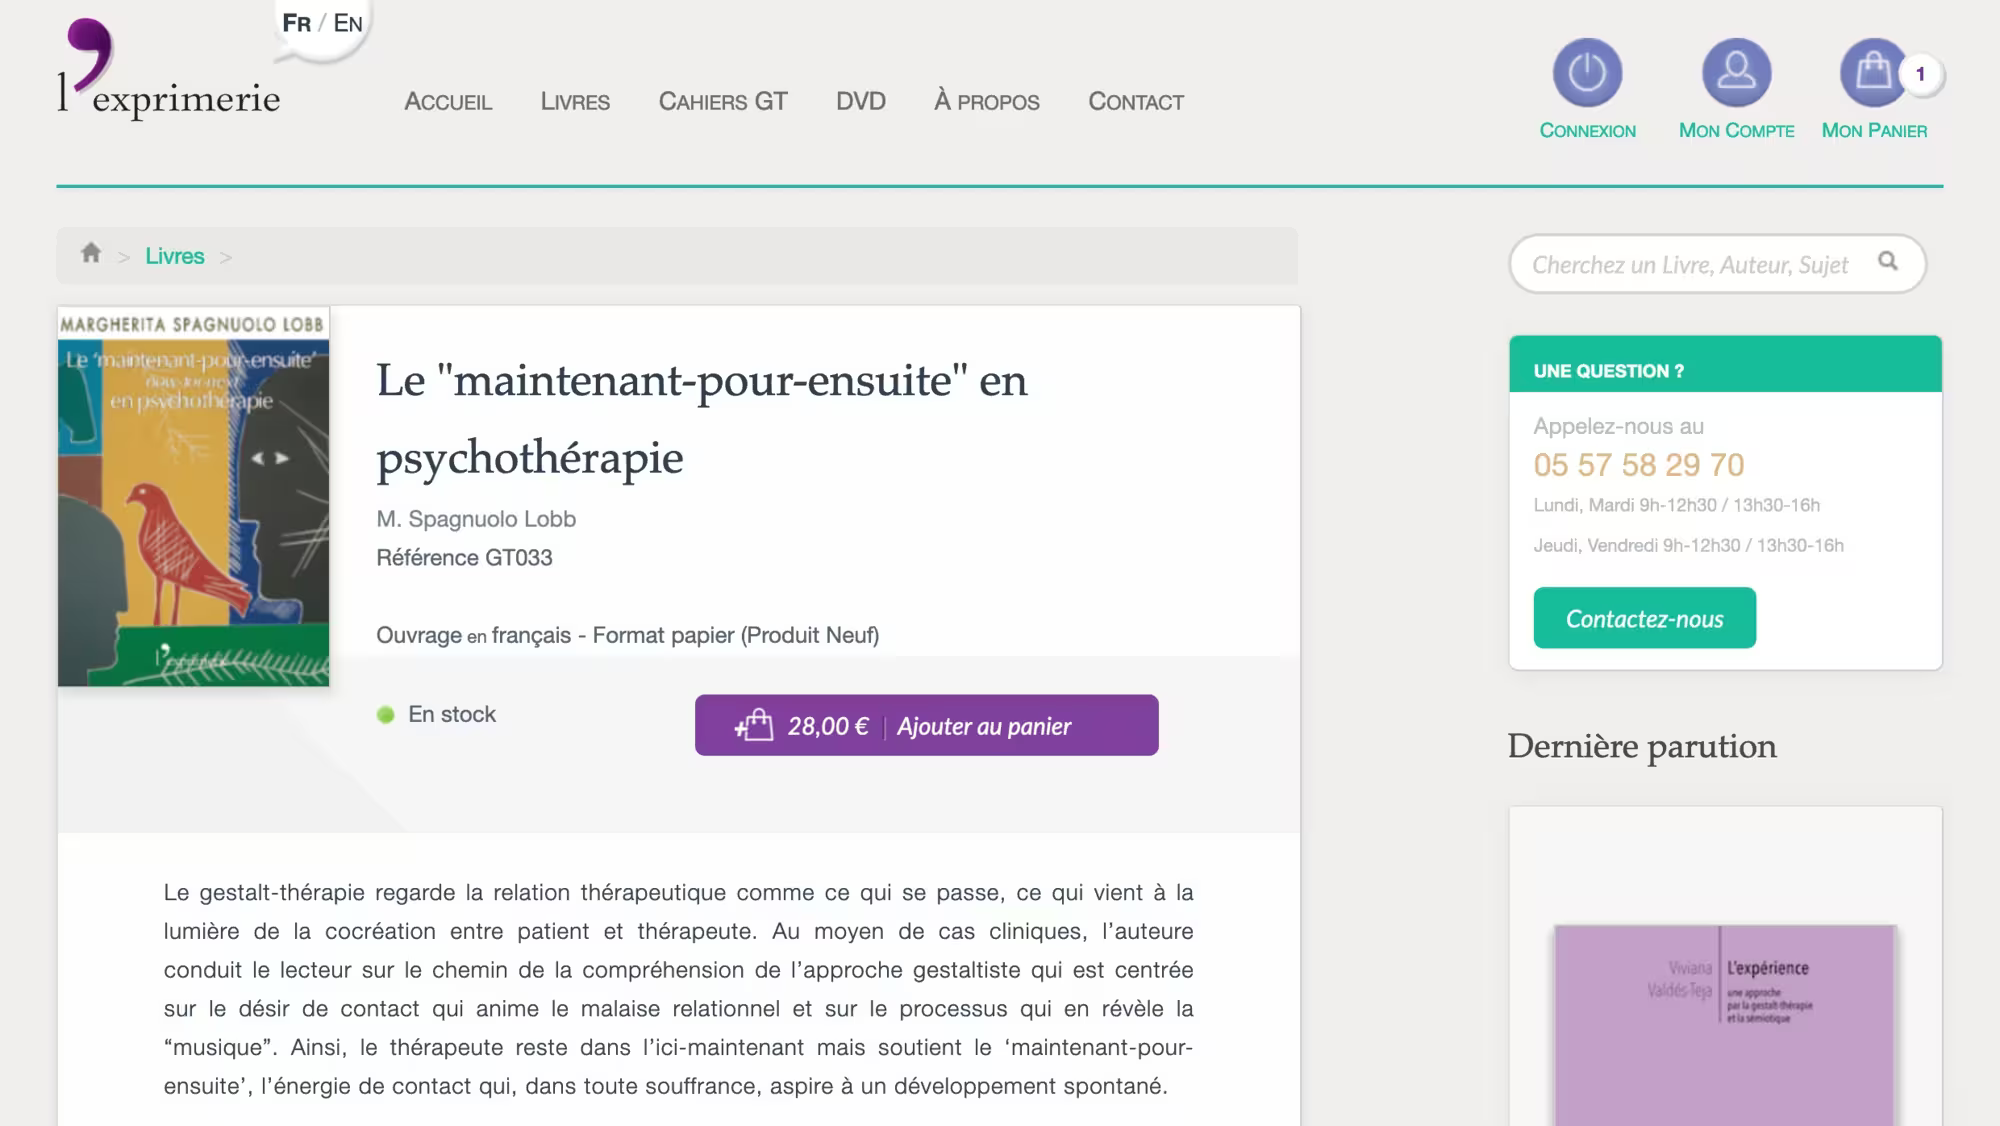 FR / EN
l'exprimerie
ACCUEIL
LIVRES
CAHIERS GT
DVD
À PROPOS
CONTACT
CONNEXION
MON COMPTE
MON PANIER
1
> Livres >
Cherchez un Livre, Auteur, Sujet
MARGHERITA SPAGNUOLO LOBB
Le ‘maintenant-pour-ensuite’
now-for-next
en psychothérapie
l'exprimerie
Le "maintenant-pour-ensuite" en
psychothérapie
M. Spagnuolo Lobb
Référence GT033
Ouvrage en français - Format papier (Produit Neuf)
En stock
28,00 € | Ajouter au panier
Le gestalt-thérapie regarde la relation thérapeutique comme ce qui se passe, ce qui vient à la
lumière de la cocréation entre patient et thérapeute. Au moyen de cas cliniques, l’auteure
conduit le lecteur sur le chemin de la compréhension de l’approche gestaltiste qui est centrée
sur le désir de contact qui anime le malaise relationnel et sur le processus qui en révèle la
“musique”. Ainsi, le thérapeute reste dans l’ici-maintenant mais soutient le ‘maintenant-pour-
ensuite’, l’énergie de contact qui, dans toute souffrance, aspire à un développement spontané.
UNE QUESTION ?
Appelez-nous au
05 57 58 29 70
Lundi, Mardi 9h-12h30 / 13h30-16h
Jeudi, Vendredi 9h-12h30 / 13h30-16h
Contactez-nous
Dernière parution
Viviana
Valdés-Teja
L'expérience
une approche
par la gestalt-thérapie
et la sémiotique